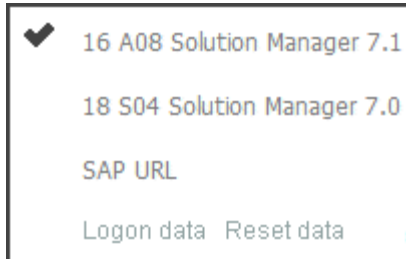 16 A08 Solution Manager 7.1
18 S04 Solution Manager 7.0
SAP URL
Logon data Reset data